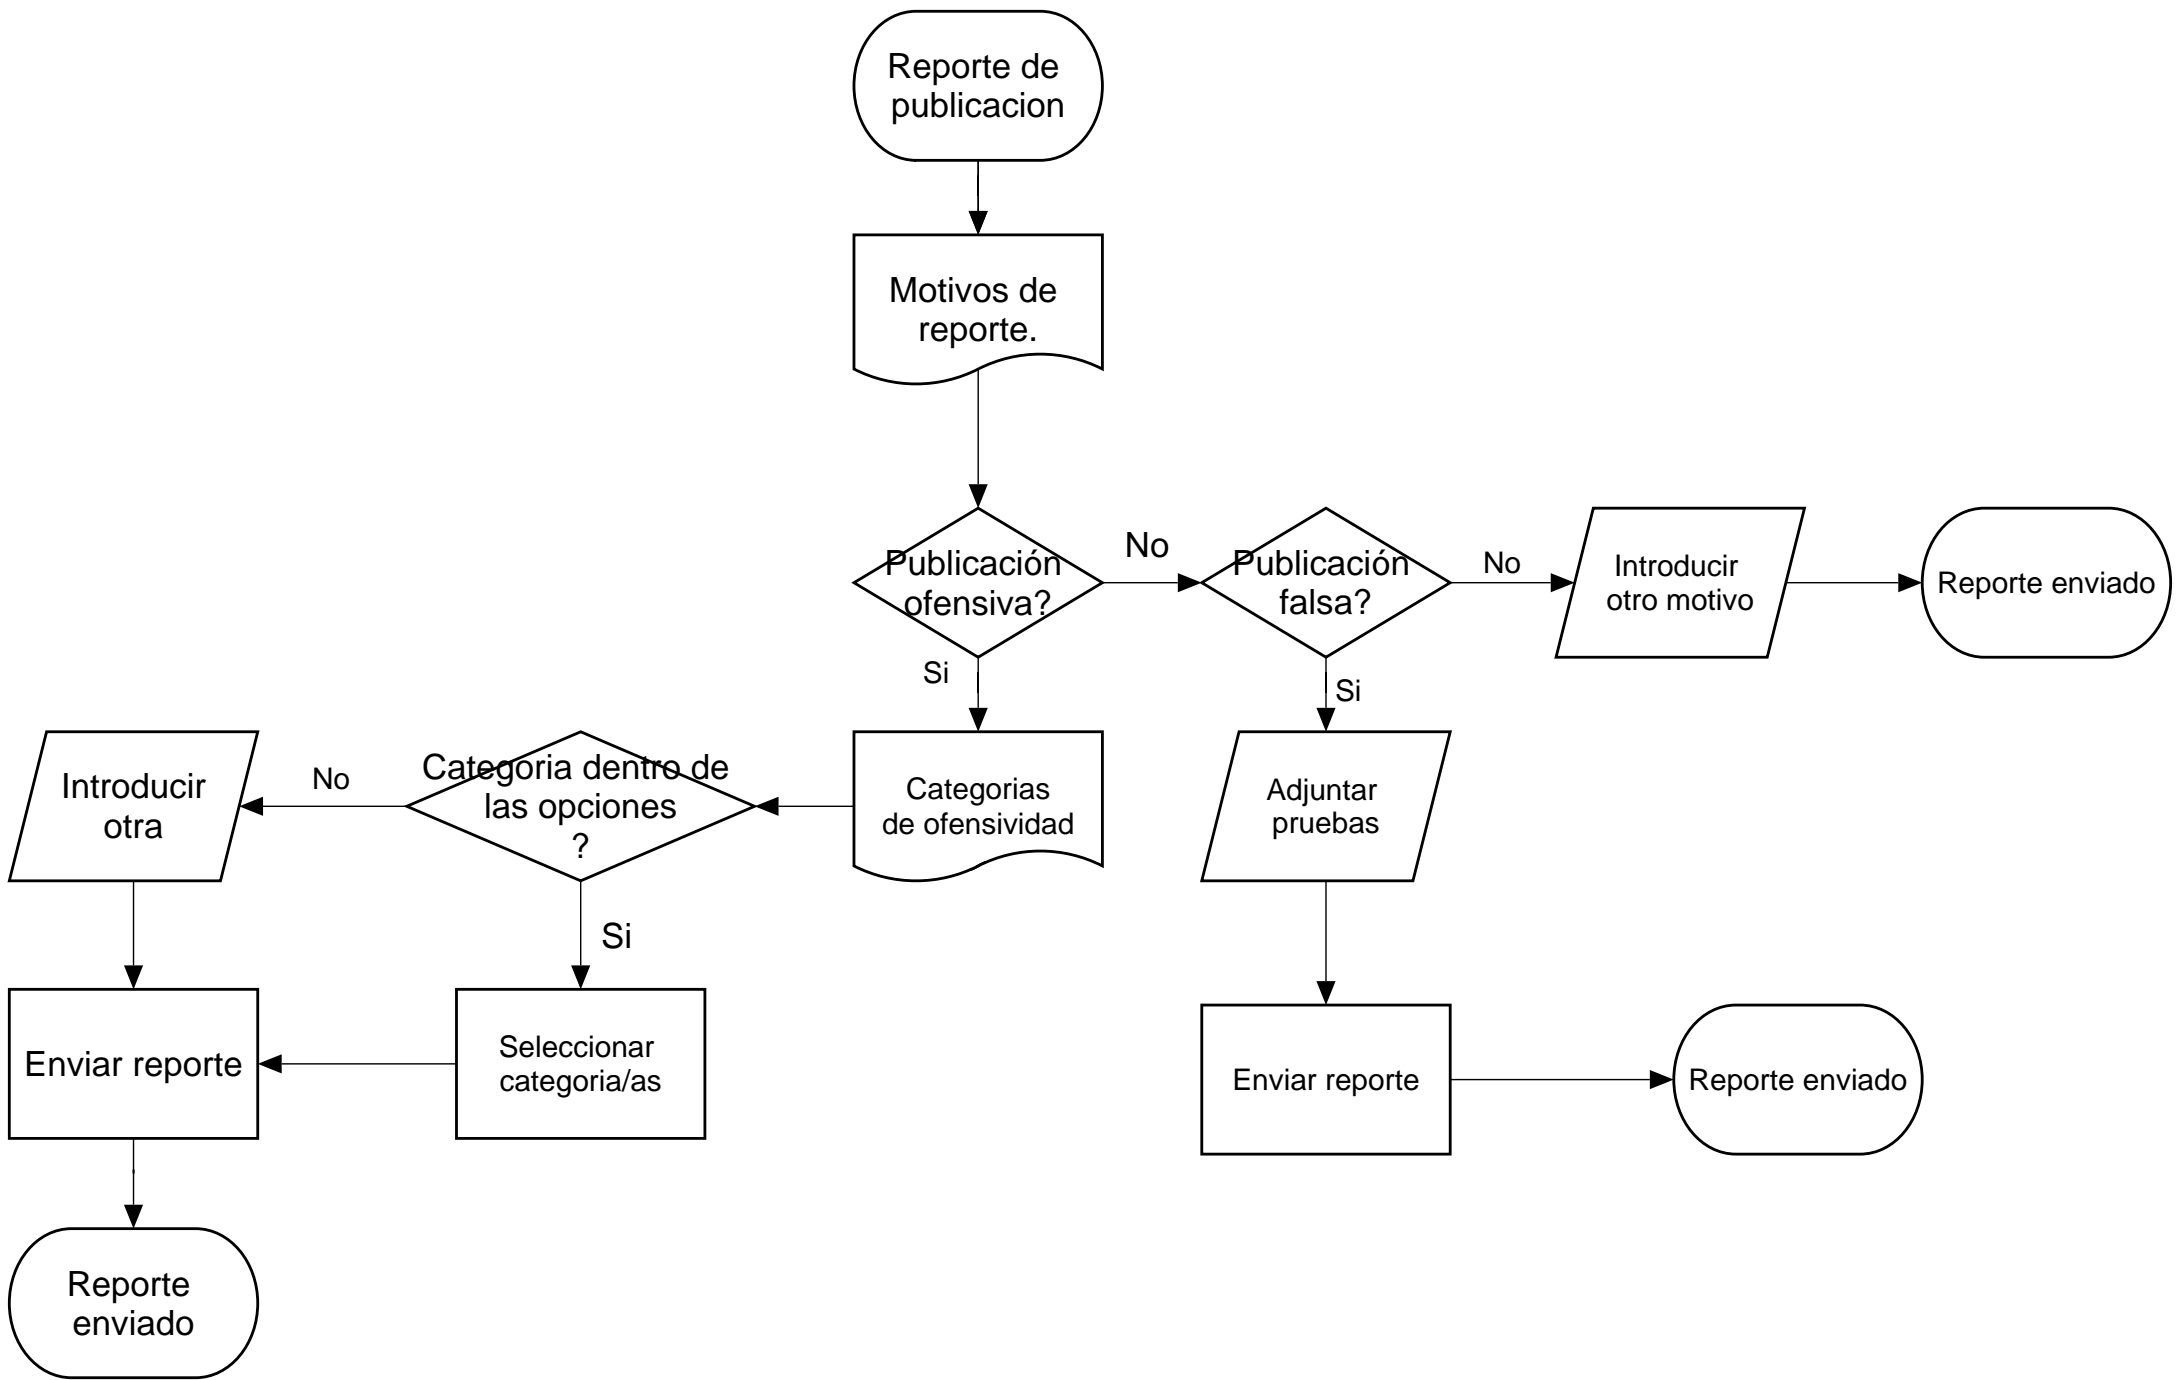 Reporte de
publicacion
Motivos de
reporte.
Publicación
ofensiva?
No
Publicación
falsa?
No
Introducir
otro motivo
Reporte enviado
Si
Si
Introducir
otra
No
Categoria dentro de
las opciones
?
Categorias
de ofensividad
Adjuntar
pruebas
Si
Enviar reporte
Seleccionar
categoria/as
Enviar reporte
Reporte enviado
Reporte
enviado